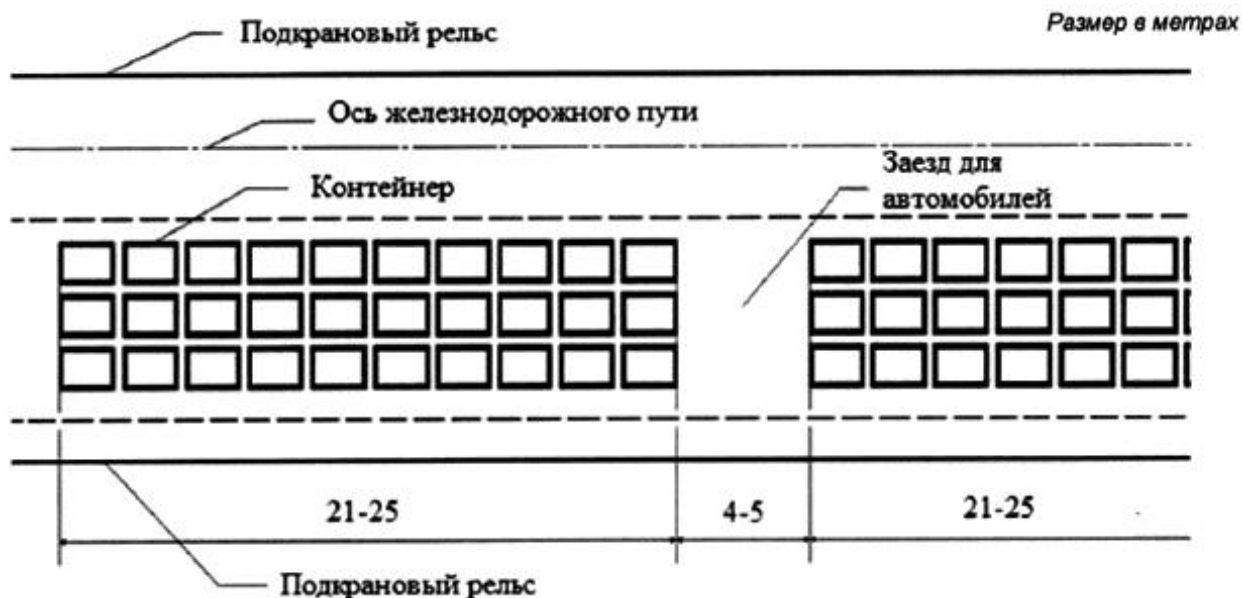 Размер в метрах
Подкрановый рельс
Ось железнодорожного пути
Заезд для
автомобилей
Контейнер
21-25
4-5
21-25
Подкрановый рельс